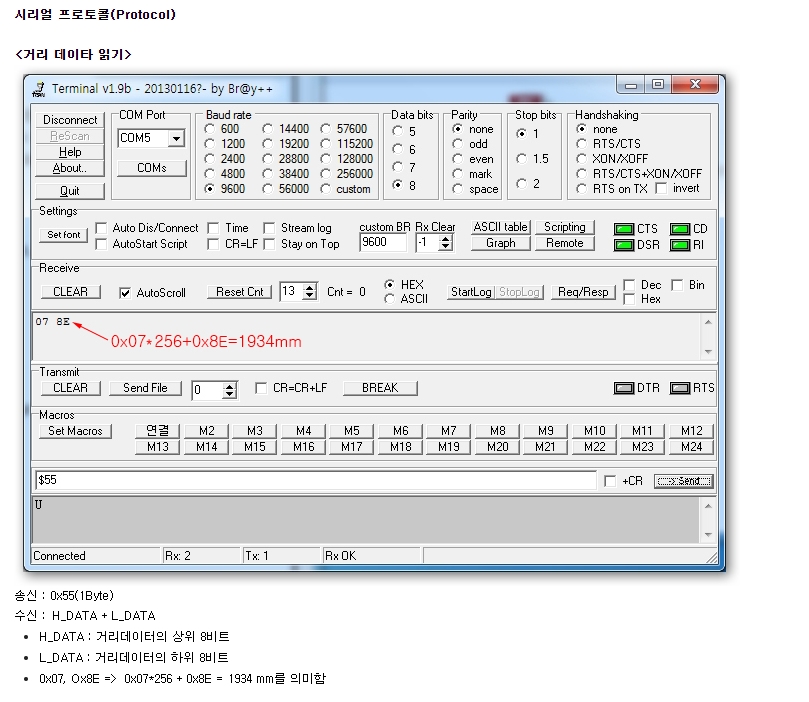 시리얼 프로토콜(Protocol)
<거리 데이타 읽기>
Terminal v1.9b - 20130116?- by Br@y++
Disconnect
ReScan
Help
About..
Quit
COM Port
COM5
COMs
Baud rate
600 14400 57600
1200 19200 115200
2400 28800 128000
4800 38400 256000
9600 56000 custom
Data bits
5
6
7
8
Parity
none
odd
even
mark
space
Stop bits
1
1.5
2
Handshaking
none
RTS/CTS
XON/XOFF
RTS/CTS+XON/XOFF
RTS on TX invert
Settings
Set font
Auto Dis/Connect Time Stream log
AutoStart Script CR=LF Stay on Top
custom BR Rx Clear
9600 -1
ASCII table Scripting
Graph Remote
CTS CD
DSR RI
Receive
CLEAR AutoScroll Reset Cnt 13 Cnt = 0
HEX
ASCII
StartLog StopLog Req/Resp
Dec Bin
Hex
07 8E
0x07*256+0x8E=1934mm
Transmit
CLEAR Send File 0 CR=CR+LF BREAK DTR RTS
Macros
Set Macros
연결 M2 M3 M4 M5 M6 M7 M8 M9 M10 M11 M12
M13 M14 M15 M16 M17 M18 M19 M20 M21 M22 M23 M24
$55 +CR -> Send
U
Connected Rx: 2 Tx: 1 Rx OK
송신 : 0x55(1Byte)
수신 : H_DATA + L_DATA
• H_DATA : 거리데이터의 상위 8비트
• L_DATA : 거리데이터의 하위 8비트
• 0x07, Ox8E => 0x07*256 + 0x8E = 1934 mm를 의미함